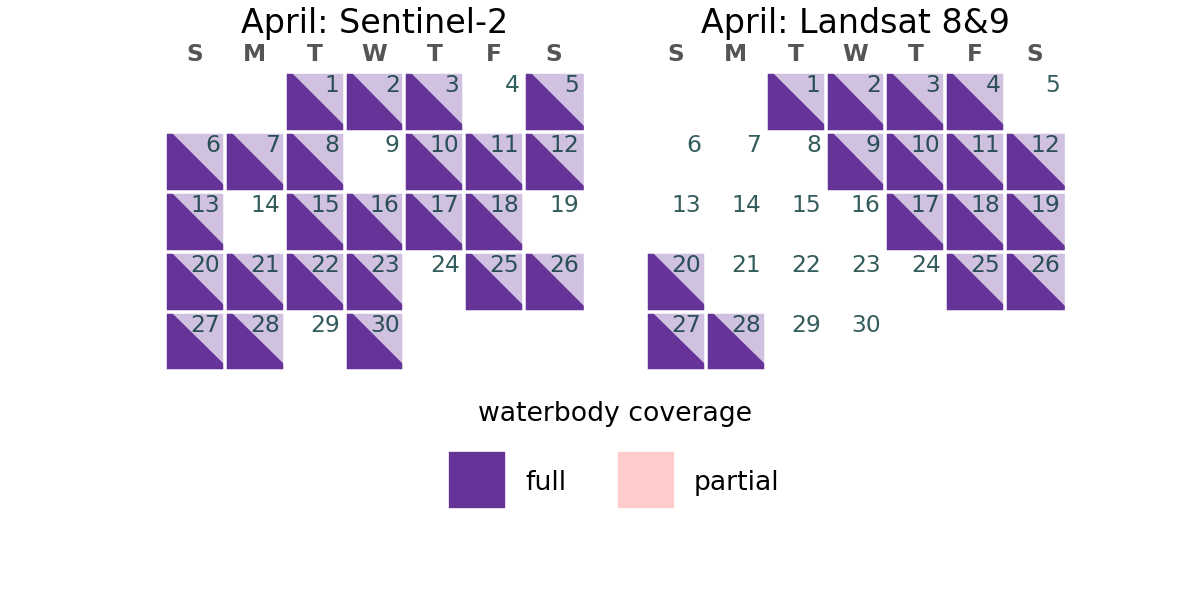 April: Sentinel-2
S M T W T F S
1 2 3 4 5
6 7 8 9 10 11 12
13 14 15 16 17 18 19
20 21 22 23 24 25 26
27 28 29 30
April: Landsat 8&9
S M T W T F S
1 2 3 4 5
6 7 8 9 10 11 12
13 14 15 16 17 18 19
20 21 22 23 24 25 26
27 28 29 30
waterbody coverage
full
partial